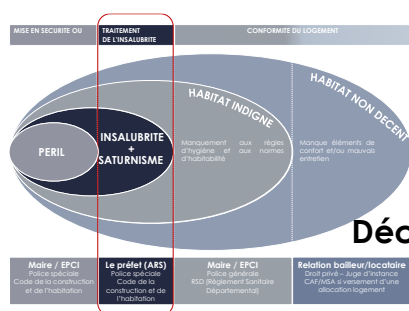 MISE EN SECURITE OU
TRAITEMENT
DE L'INSALUBRITE
CONFORMITE DU LOGEMENT
PERIL
INSALUBRITE
+
SATURNISME
HABITAT INDIGNE
Manquement aux règles
d'hygiène et aux normes
d'habitabilité
HABITAT NON DECENT
Manque éléments de
confort et/ou mauvais
entretien
Déc
Maire / EPCI
Police spéciale
Code de la construction
et de l'habitation
Le préfet (ARS)
Police spéciale
Code de la
construction et de
l'habitation
Maire / EPCI
Police générale
RSD (Règlement Sanitaire
Départemental)
Relation bailleur/locataire
Droit privé – Juge d'instance
CAF/MSA si versement d'une
allocation logement